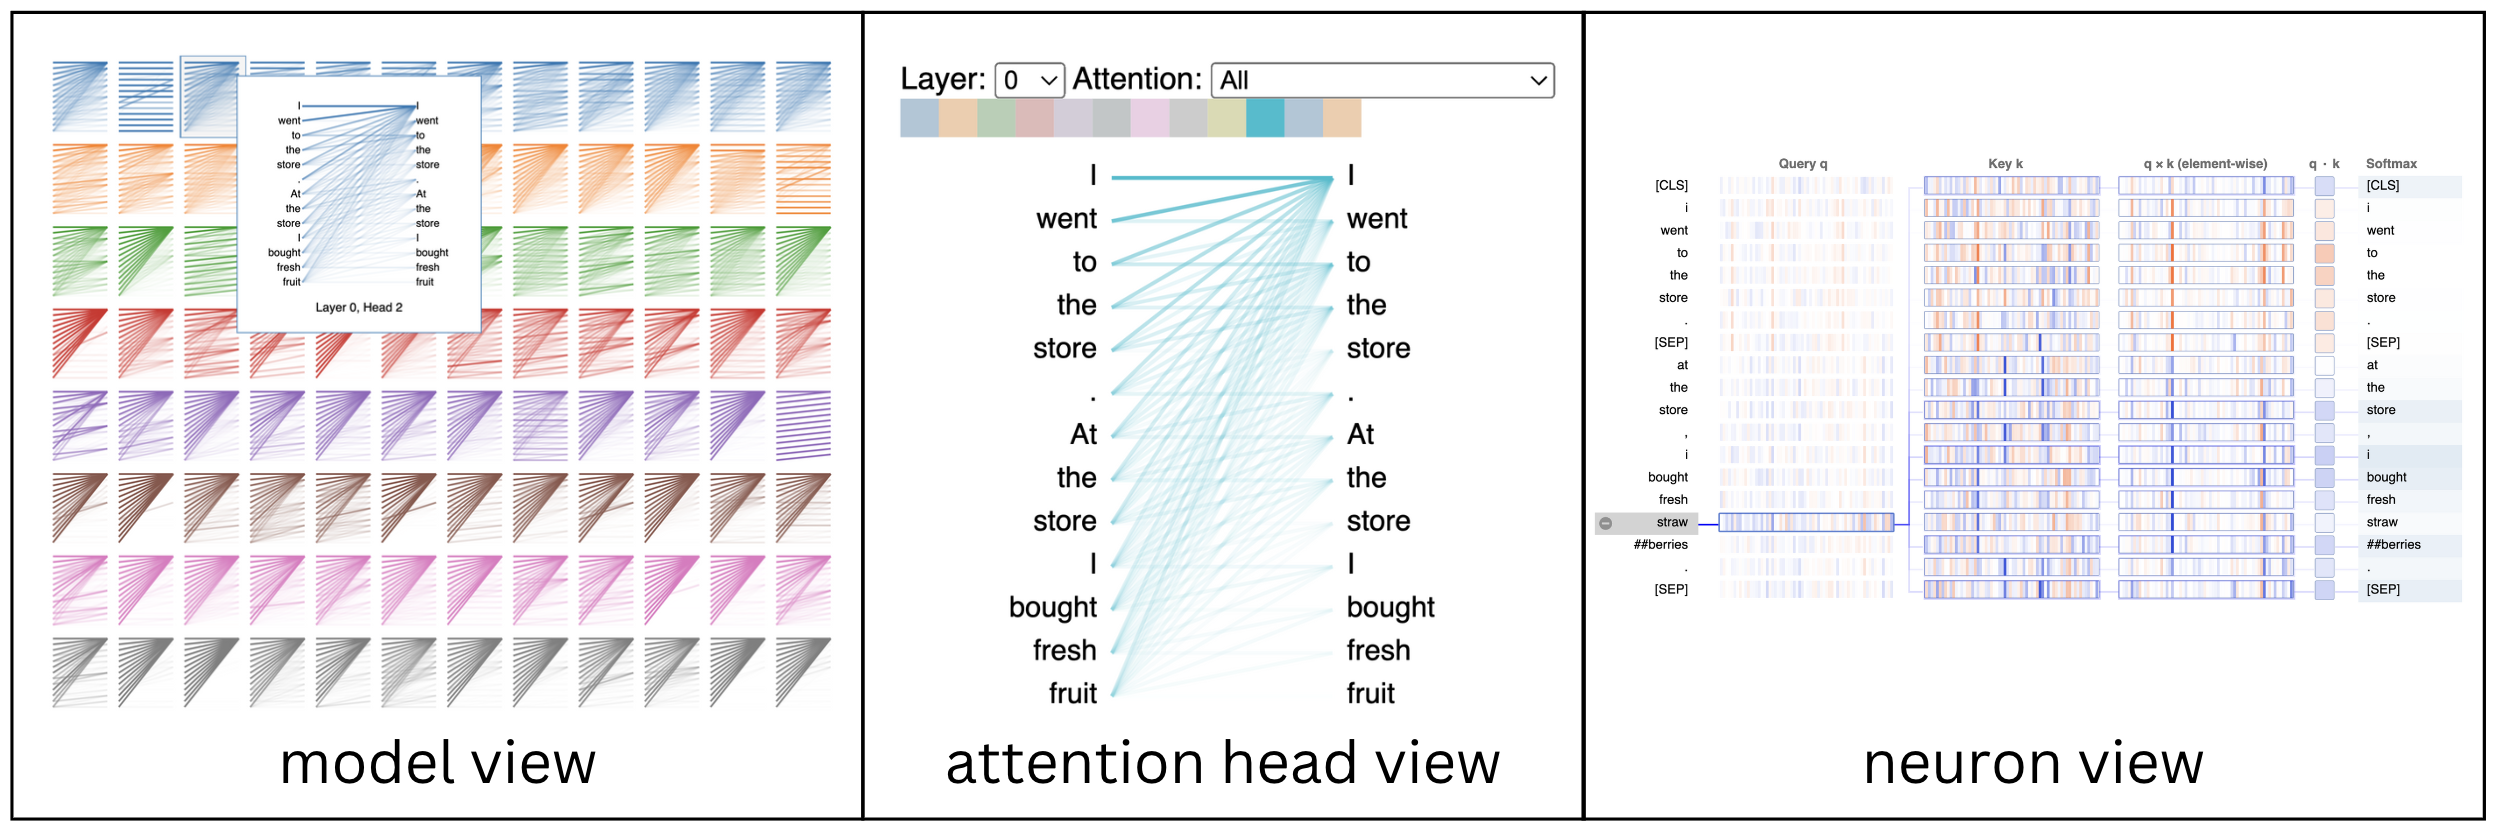 I I
went went
to to
the the
store store
. .
At At
the the
store store
I I
bought bought
fresh fresh
fruit fruit
Layer 0, Head 2
model view
Layer: 0 Attention: All
I I
went went
to to
the the
store store
. .
At At
the the
store store
I I
bought bought
fresh fresh
fruit fruit
attention head view
Query q Key k q × k (element-wise) q · k Softmax
[CLS] [CLS]
i i
went went
to to
the the
store store
. .
[SEP] [SEP]
at at
the the
store store
, ,
i i
bought bought
fresh fresh
straw straw
##berries ##berries
. .
[SEP] [SEP]
neuron view